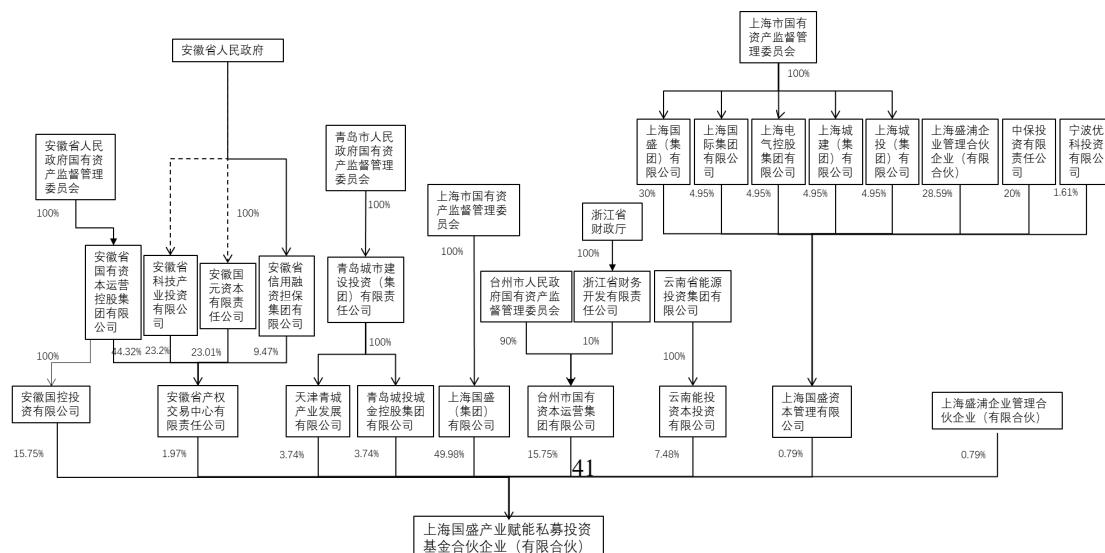 上海市国有
资产监督管
理委员会
100%
安徽省人民政府
安徽省人民
政府国有资
产监督管理
委员会
100%
100%
青岛市人民
政府国有资
产监督管理
委员会
100%
上海市国有资
产监督管理委
员会
100%
浙江省
财政厅
100%
上海国
盛（集
团）有
限公司
30%
上海国
际集团
有限公
司
4.95%
上海电
气控股
集团有
限公司
4.95%
上海城
建（集
团）有
限公司
4.95%
上海城
投（集
团）有
限公司
4.95%
上海盛浦企
业管理合伙
企业（有限
合伙）
28.59%
中保投
资有限
责任公
司
20%
宁波优
科投资
有限公
司
1.61%
安徽省
国有资
本运营
控股集
团有限
公司
安徽省
科技产
业投资
有限公
司
安徽国
元资本
有限责
任公司
安徽省
信用融
资担保
集团有
限公司
青岛城市建
设投资（集
团）有限责
任公司
台州市人民政
府国有资产监
督管理委员会
浙江省财务
开发有限责
任公司
云南省能源
投资集团有
限公司
100%
44.32%
23.2%
23.01%
9.47%
100%
90%
10%
100%
安徽国控投
资有限公司
安徽省产权
交易中心有
限责任公司
天津青城
产业发展
有限公司
青岛城投城
金控股集团
有限公司
上海国盛
（集团）
有限公司
台州市国有
资本运营集
团有限公司
云南能投
资本投资
有限公司
上海国盛资
本管理有限
公司
上海盛浦企业管理合
伙企业（有限合伙）
15.75%
1.97%
3.74%
3.74%
49.98%
15.75%
41
7.48%
0.79%
0.79%
上海国盛产业赋能私募投资
基金合伙企业（有限合伙）